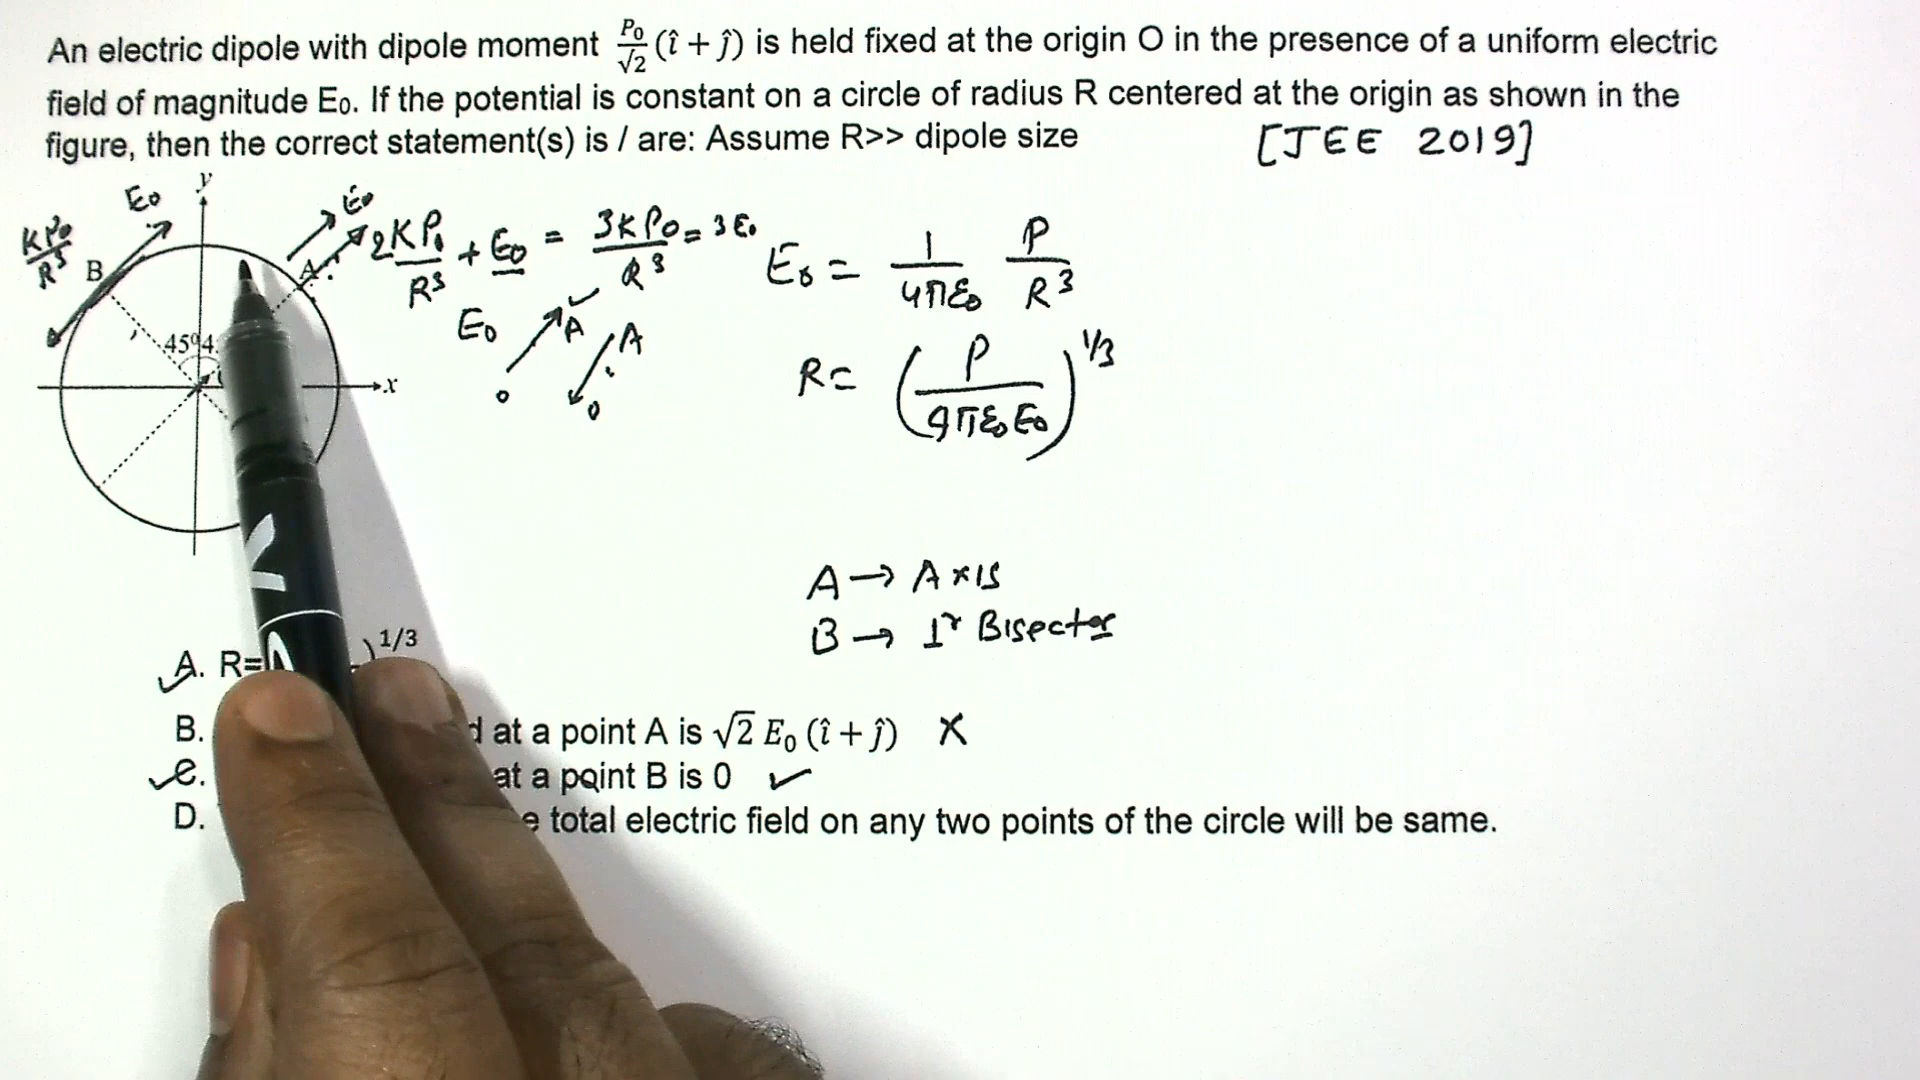 An electric dipole with dipole moment P₀/√2 (î + ĵ) is held fixed at the origin O in the presence of a uniform electric
field of magnitude E₀. If the potential is constant on a circle of radius R centered at the origin as shown in the
figure, then the correct statement(s) is / are: Assume R>> dipole size
[JEE 2019]
y
E₀
E₀
KP₀/R³
B
A
2KP/R³ + E₀ = 3KP₀/R³ = 3E₀
E₀ = 1/4πε₀ P/R³
E₀
A
A
45°
O
O
x
R = (P/4πε₀E₀)^1/3
A → AXIS
B → ⊥r Bisector
A. R= )^1/3
B. at a point A is √2 E₀ (î + ĵ) X
C. at a point B is 0 ✓
D. total electric field on any two points of the circle will be same.